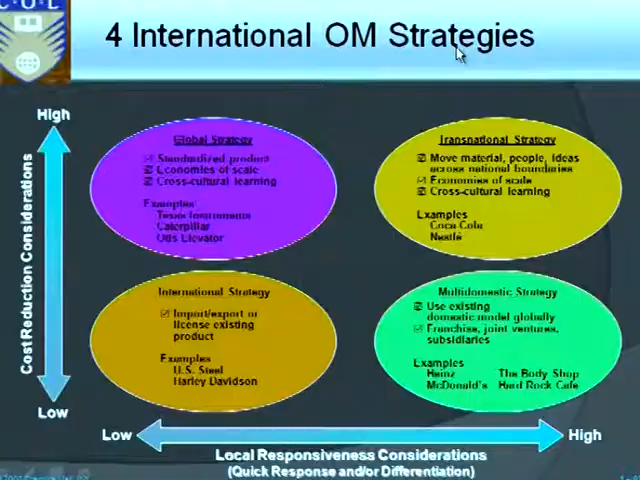 C O L
4 International OM Strategies
High
Cost Reduction Considerations
Low
Global Strategy
Standardized product
Economies of scale
Cross-cultural learning
Examples
Texas Instruments
Caterpillar
Otis Elevator
Transnational Strategy
Move material, people, ideas
across national boundaries
Economies of scale
Cross-cultural learning
Examples
Coca-Cola
Nestlé
International Strategy
Import/export or
license existing
product
Examples
U.S. Steel
Harley Davidson
Multidomestic Strategy
Use existing
domestic model globally
Franchise, joint ventures,
subsidiaries
Examples
Heinz The Body Shop
McDonald's Hard Rock Cafe
Low
High
Local Responsiveness Considerations
(Quick Response and/or Differentiation)